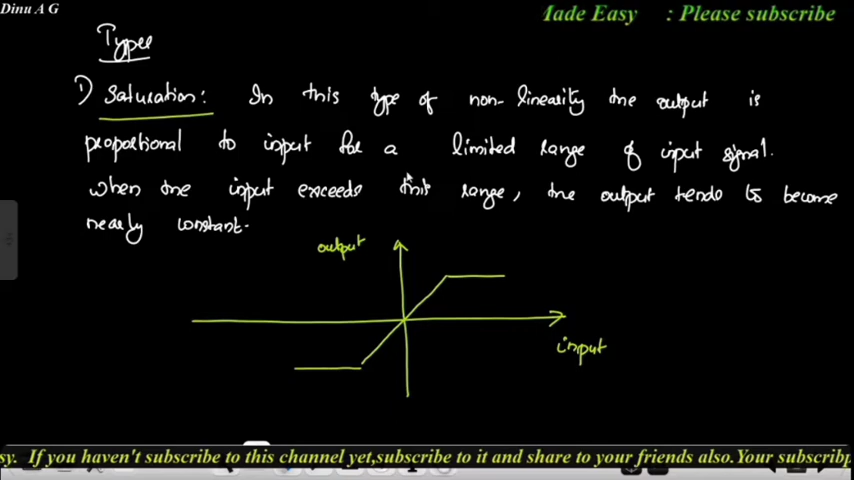 Dinu A G
Made Easy : Please subscribe
Types
1) Saturation: In this type of non-linearity the output is
proportional to input for a limited range of input signal.
When the input exceeds this range, the output tends to become
nearly constant.
output
input
sy. If you haven't subscribe to this channel yet,subscribe to it and share to your friends also.Your subscribp